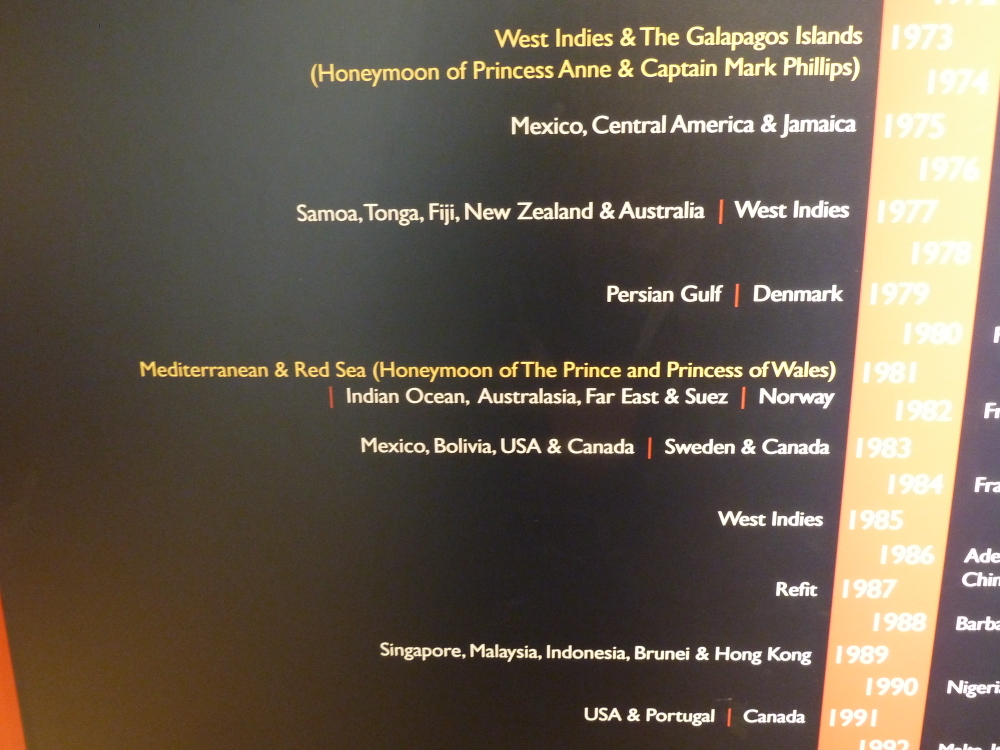 West Indies & The Galapagos Islands 1973
(Honeymoon of Princess Anne & Captain Mark Phillips)
1974
Mexico, Central America & Jamaica 1975
1976
Samoa, Tonga, Fiji, New Zealand & Australia | West Indies 1977
1978
Persian Gulf | Denmark 1979
1980
Mediterranean & Red Sea (Honeymoon of The Prince and Princess of Wales) 1981
| Indian Ocean, Australasia, Far East & Suez | Norway
1982
Mexico, Bolivia, USA & Canada | Sweden & Canada 1983
1984
West Indies 1985
1986
Refit 1987
1988
Singapore, Malaysia, Indonesia, Brunei & Hong Kong 1989
1990
USA & Portugal | Canada 1991
1992